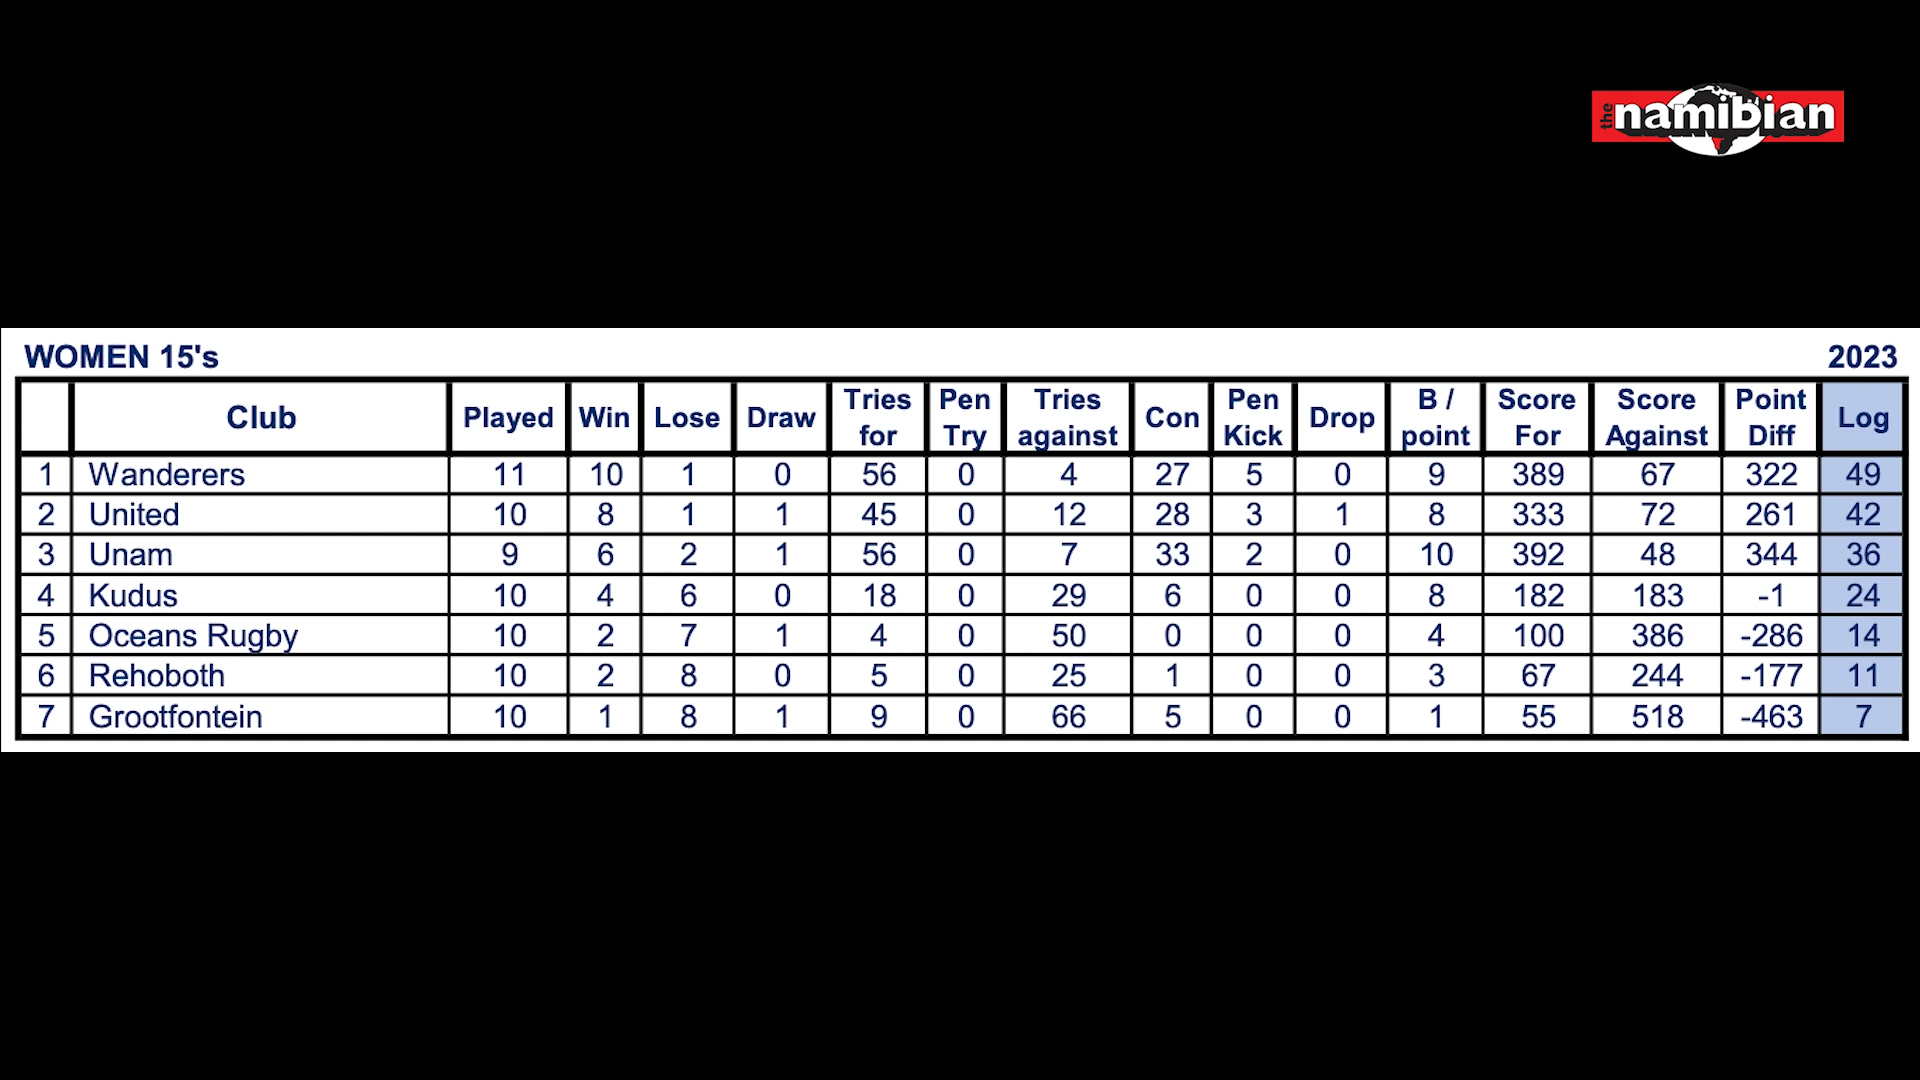 the namibian
WOMEN 15's 2023
Club Played Win Lose Draw Tries for Pen Try Tries against Con Pen Kick Drop B / point Score For Score Against Point Diff Log
1 Wanderers 11 10 1 0 56 0 4 27 5 0 9 389 67 322 49
2 United 10 8 1 1 45 0 12 28 3 1 8 333 72 261 42
3 Unam 9 6 2 1 56 0 7 33 2 0 10 392 48 344 36
4 Kudus 10 4 6 0 18 0 29 6 0 0 8 182 183 -1 24
5 Oceans Rugby 10 2 7 1 4 0 50 0 0 0 4 100 386 -286 14
6 Rehoboth 10 2 8 0 5 0 25 1 0 0 3 67 244 -177 11
7 Grootfontein 10 1 8 1 9 0 66 5 0 0 1 55 518 -463 7